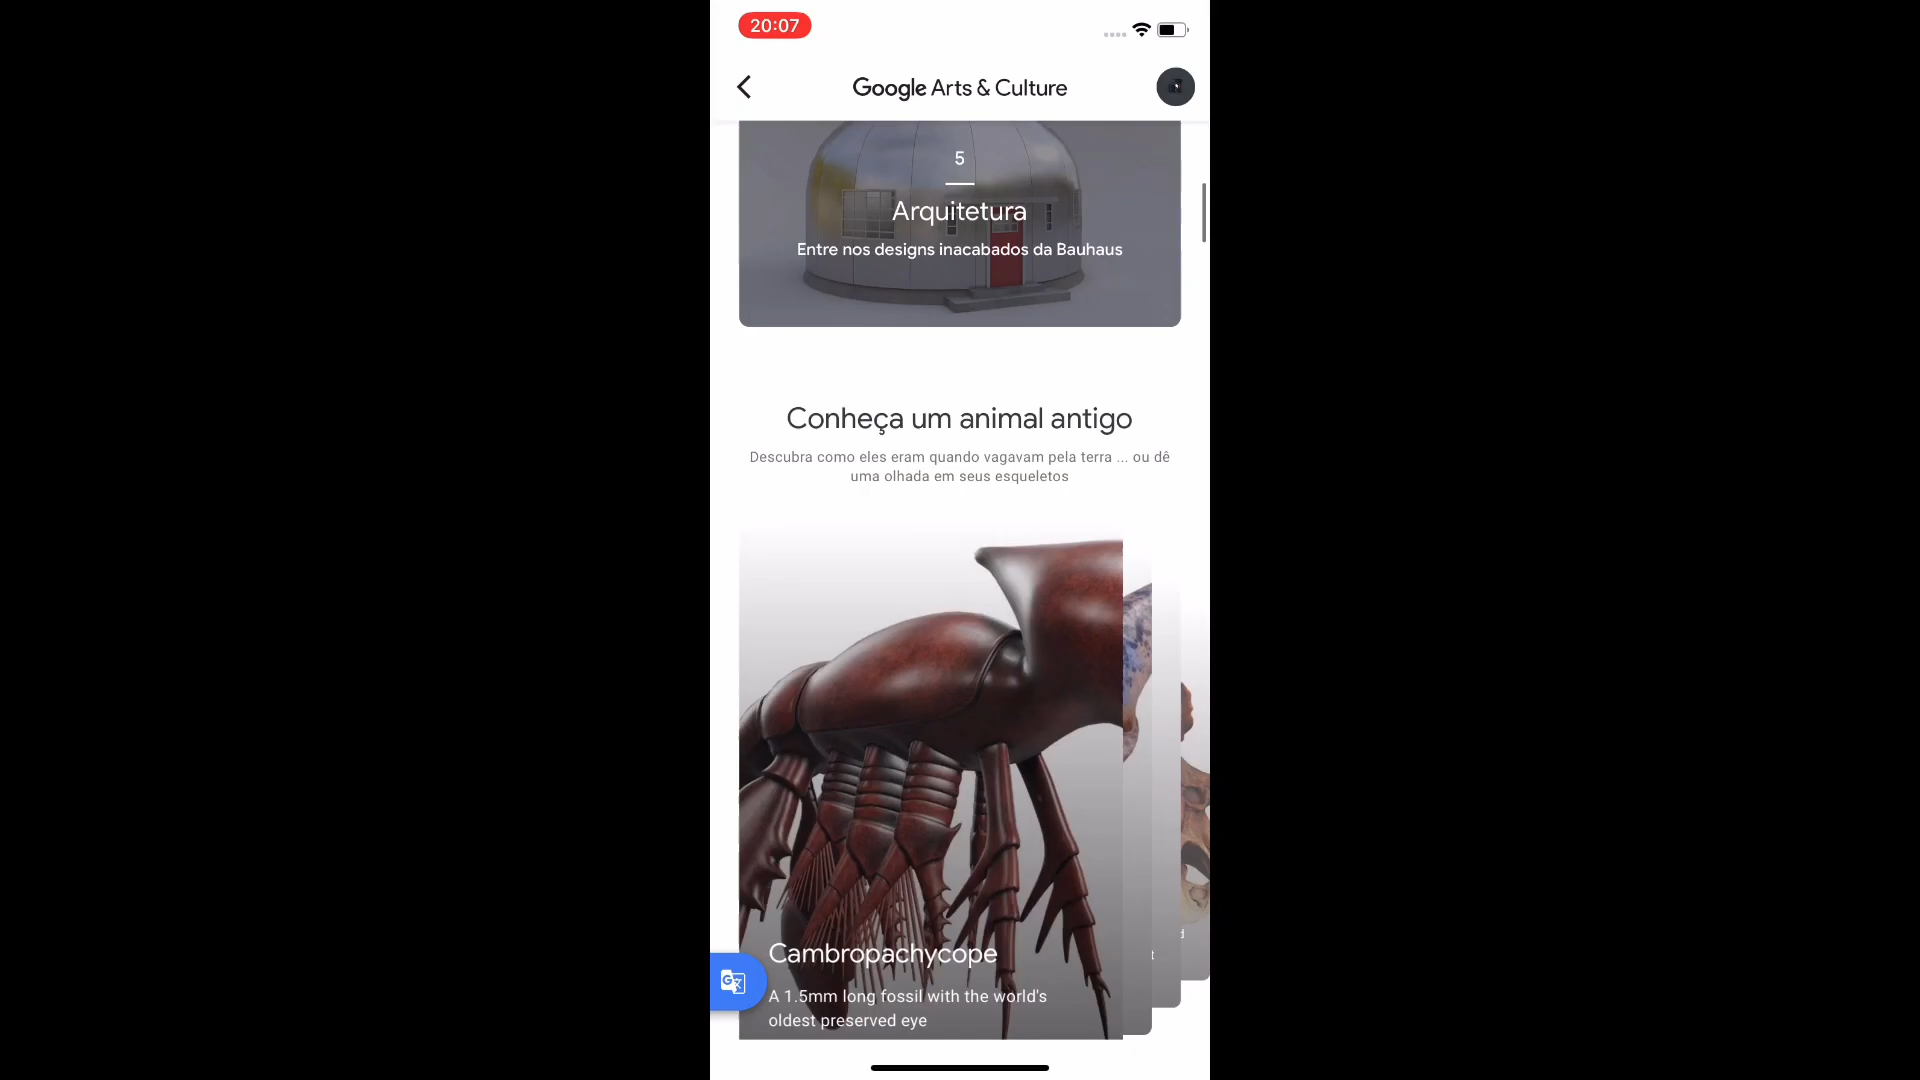 20:07
Google Arts & Culture
5
Arquitetura
Entre nos designs inacabados da Bauhaus
Conheça um animal antigo
Descubra como eles eram quando vagavam pela terra ... ou dê
uma olhada em seus esqueletos
Cambropachycope
A 1.5mm long fossil with the world's
oldest preserved eye